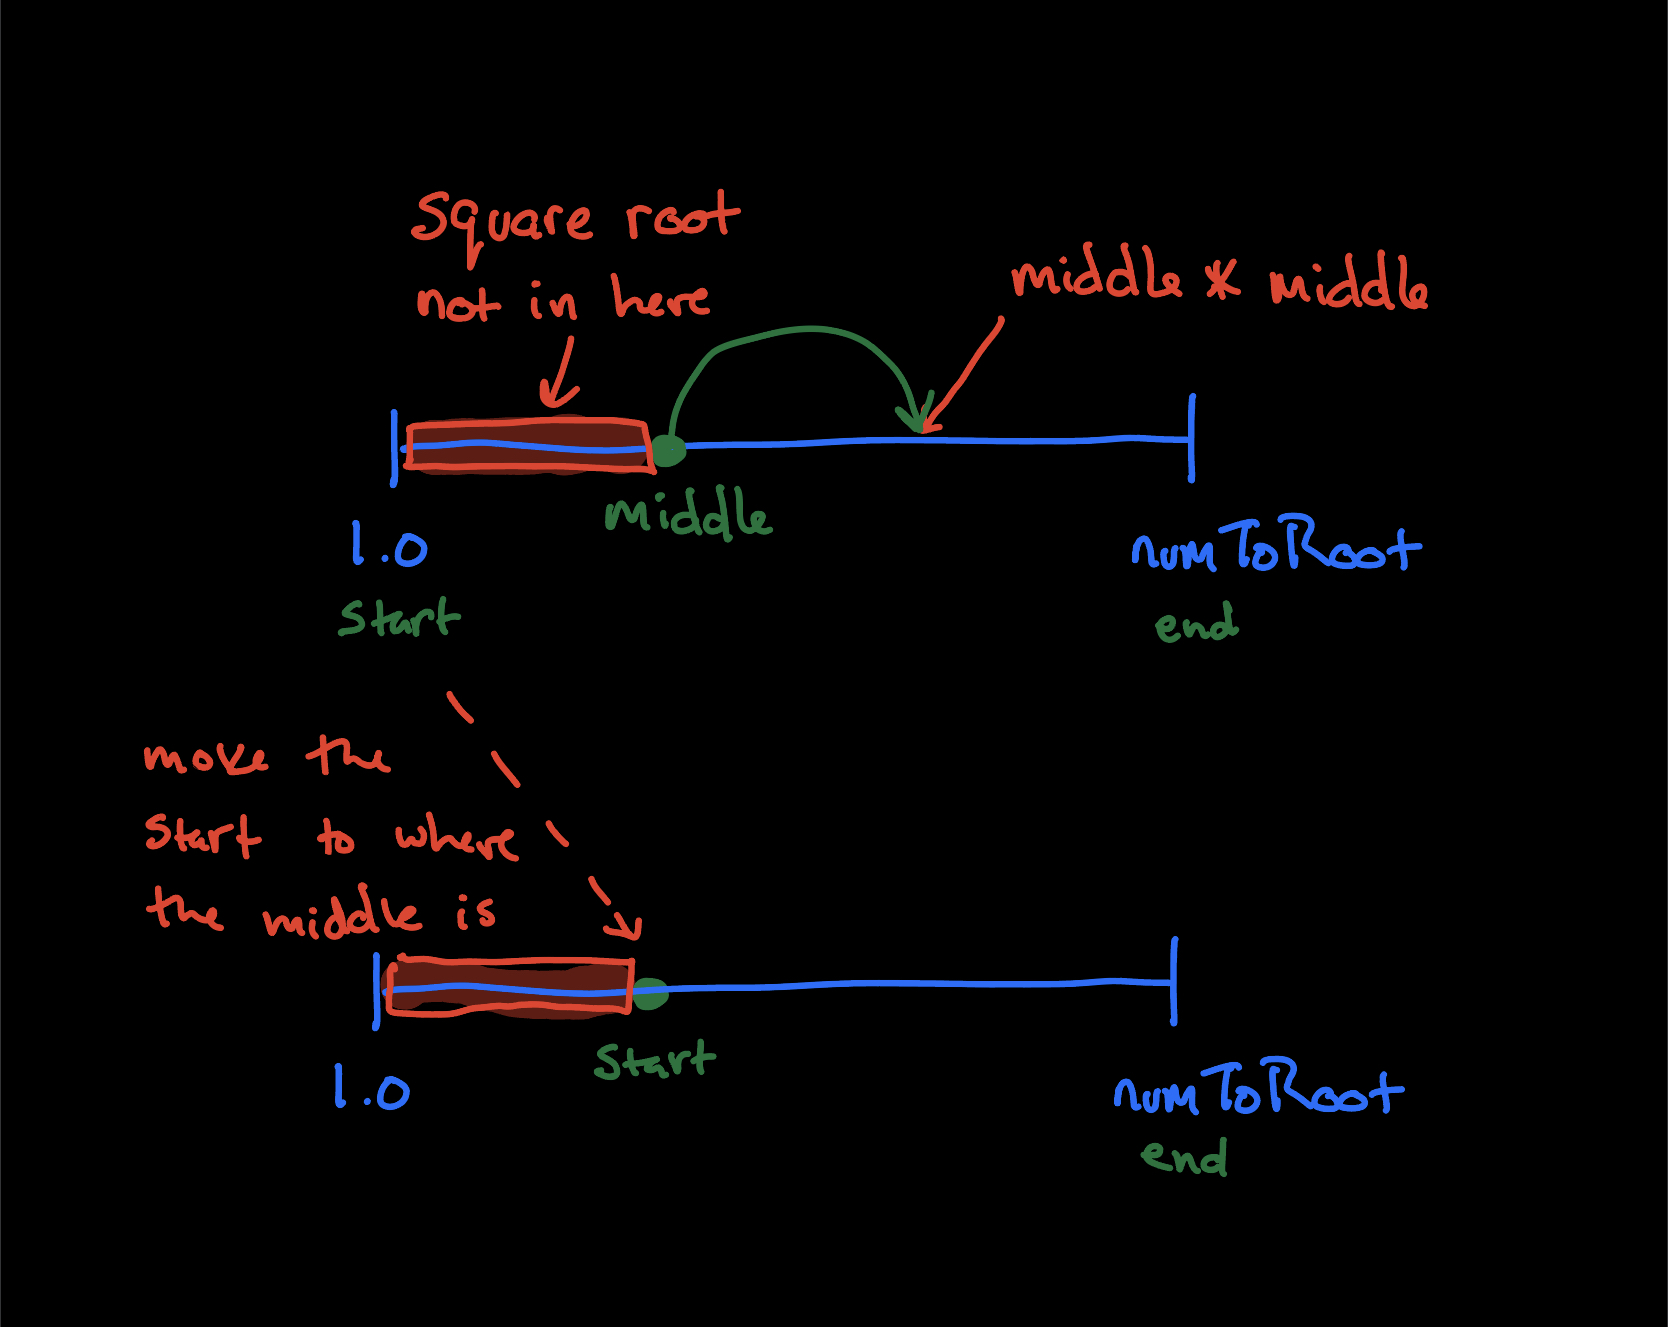 Square root
not in here
middle * middle
middle
1.0
numToRoot
start
end
move the
start to where
the middle is
start
1.0
numToRoot
end